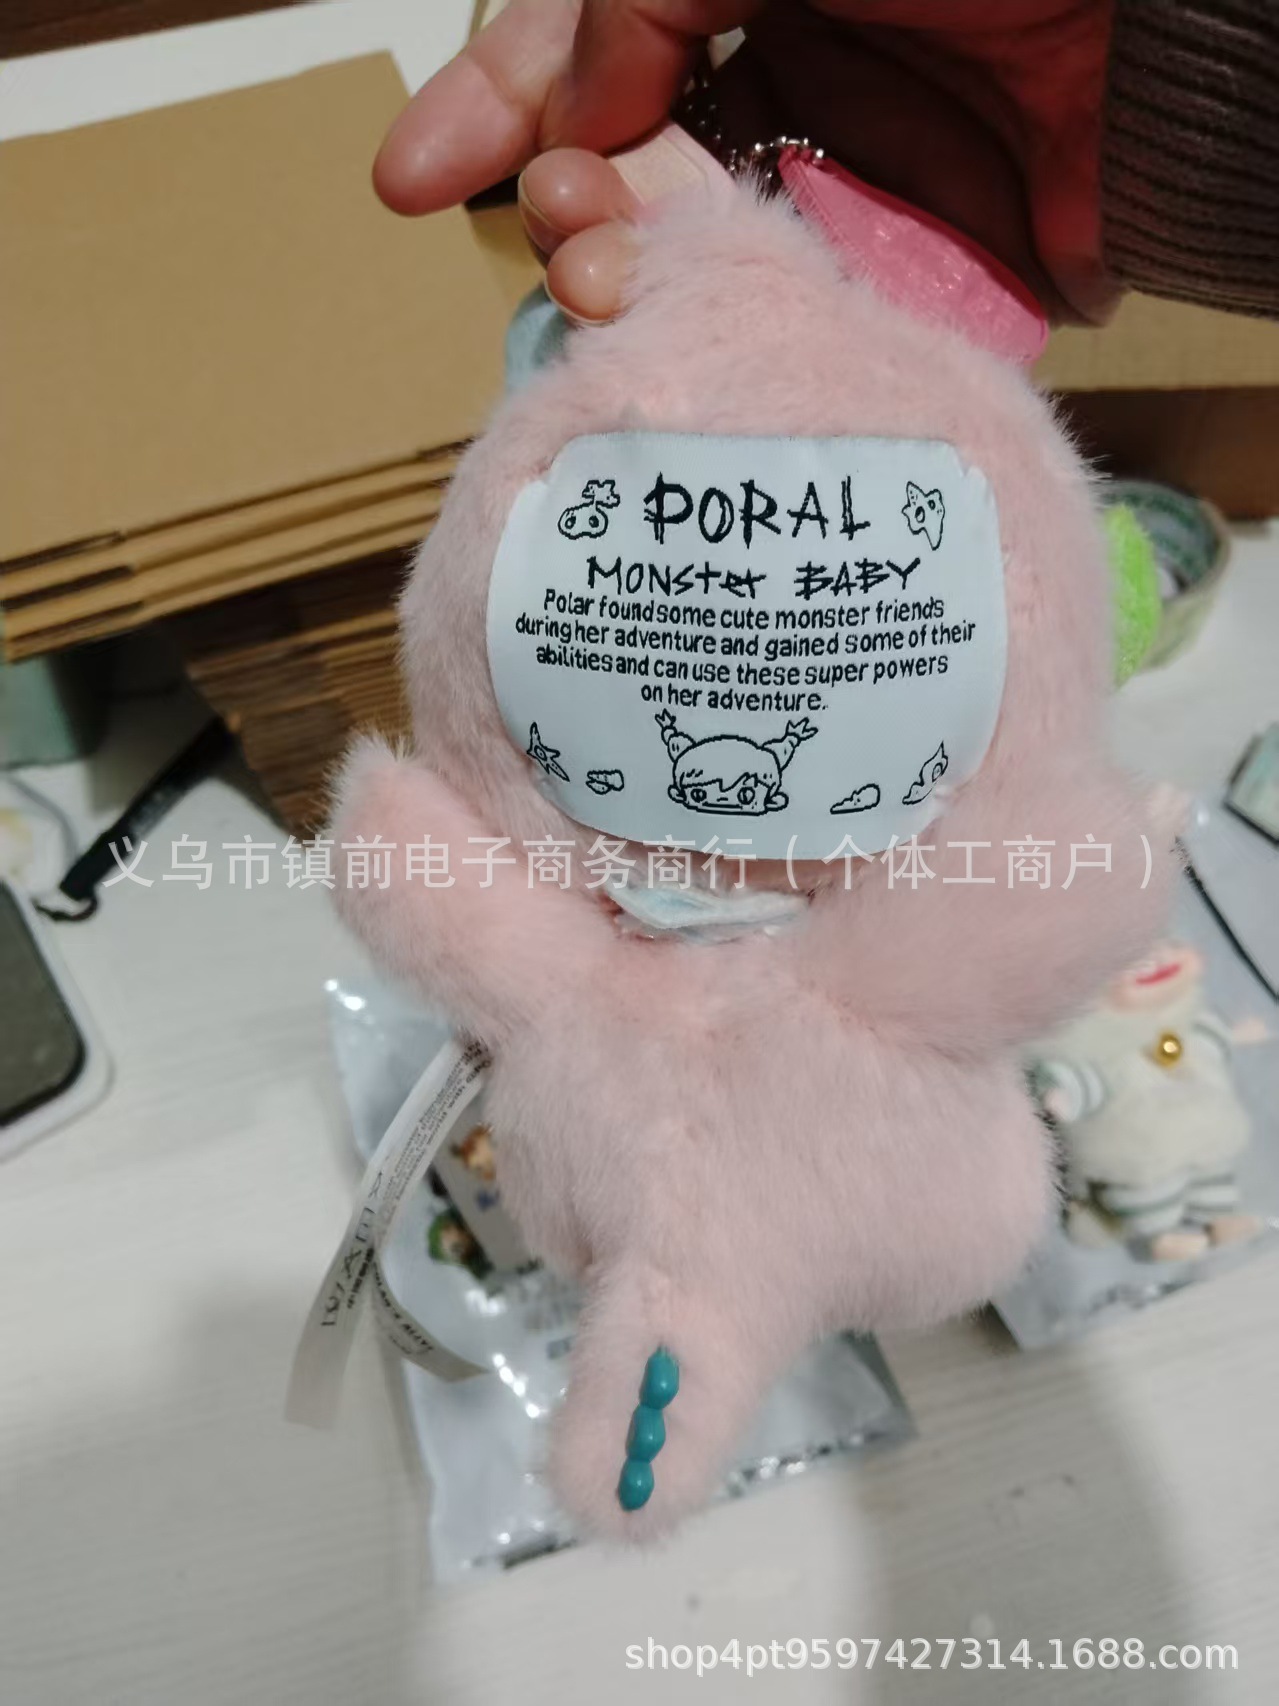 PORAL
MONSter BABY
Polar found some cute monster friends
during her adventure and gained some of their
abilities and can use these super powers
on her adventure.
义乌市镇前电子商务商行(个体工商户)
shop4pt9597427314.1688.com